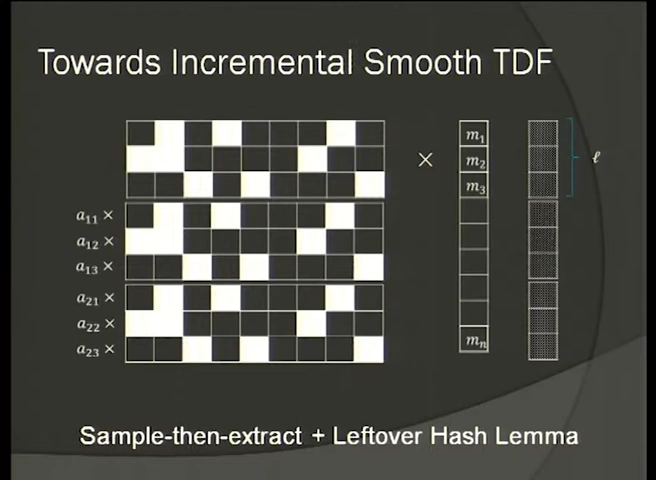 Towards Incremental Smooth TDF
×
m₁
m₂
m₃
ℓ
a₁₁ ×
a₁₂ ×
a₁₃ ×
a₂₁ ×
a₂₂ ×
a₂₃ ×
mₙ
Sample-then-extract + Leftover Hash Lemma